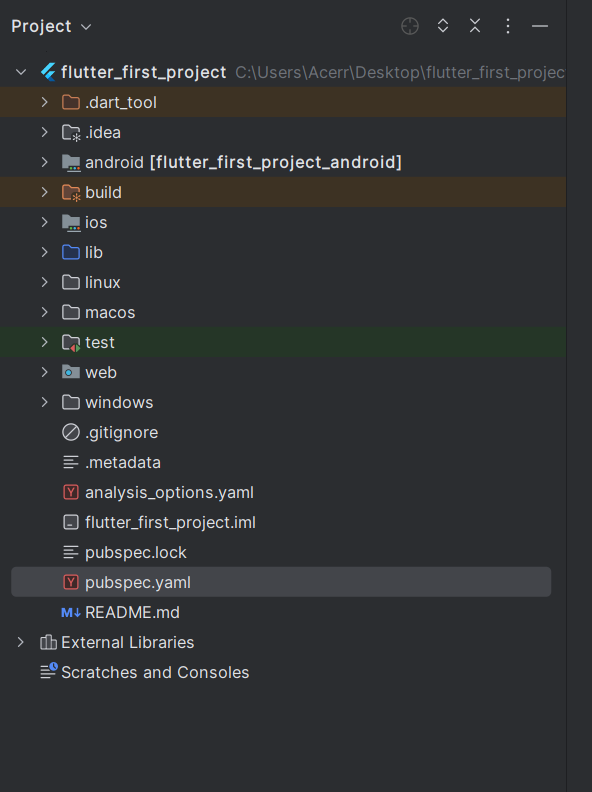 Project
flutter_first_project C:\Users\Acerr\Desktop\flutter_first_projec
.dart_tool
.idea
android [flutter_first_project_android]
build
ios
lib
linux
macos
test
web
windows
.gitignore
.metadata
Y analysis_options.yaml
flutter_first_project.iml
pubspec.lock
Y pubspec.yaml
M↓ README.md
External Libraries
Scratches and Consoles